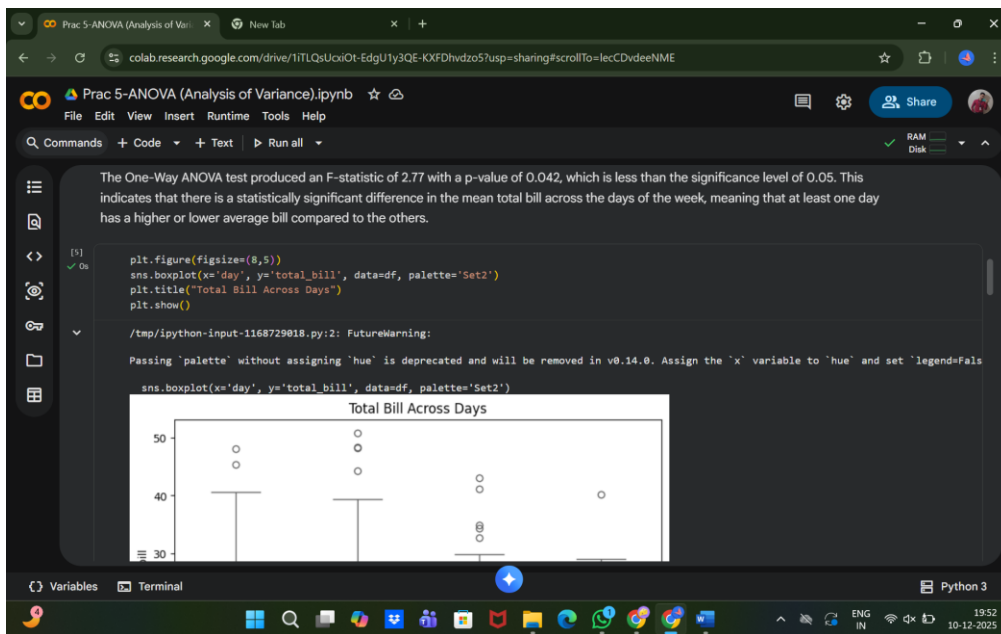 Prac 5-ANOVA (Analysis of Vari
New Tab
colab.research.google.com/drive/1iTLQsUcxiOt-EdgU1y3QE-KXFDhvdzo5?usp=sharing#scrollTo=lecCDvdeeNME
Prac 5-ANOVA (Analysis of Variance).ipynb
File Edit View Insert Runtime Tools Help
Share
Commands + Code + Text Run all
RAM
Disk
The One-Way ANOVA test produced an F-statistic of 2.77 with a p-value of 0.042, which is less than the significance level of 0.05. This
indicates that there is a statistically significant difference in the mean total bill across the days of the week, meaning that at least one day
has a higher or lower average bill compared to the others.
[5]
0s
plt.figure(figsize=(8,5))
sns.boxplot(x='day', y='total_bill', data=df, palette='Set2')
plt.title("Total Bill Across Days")
plt.show()
/tmp/ipython-input-1168729018.py:2: FutureWarning:
Passing `palette` without assigning `hue` is deprecated and will be removed in v0.14.0. Assign the `x` variable to `hue` and set `legend=Fals
sns.boxplot(x='day', y='total_bill', data=df, palette='Set2')
Total Bill Across Days
50
40
30
{} Variables Terminal
Python 3
4
1
ENG
IN
19:52
10-12-2025